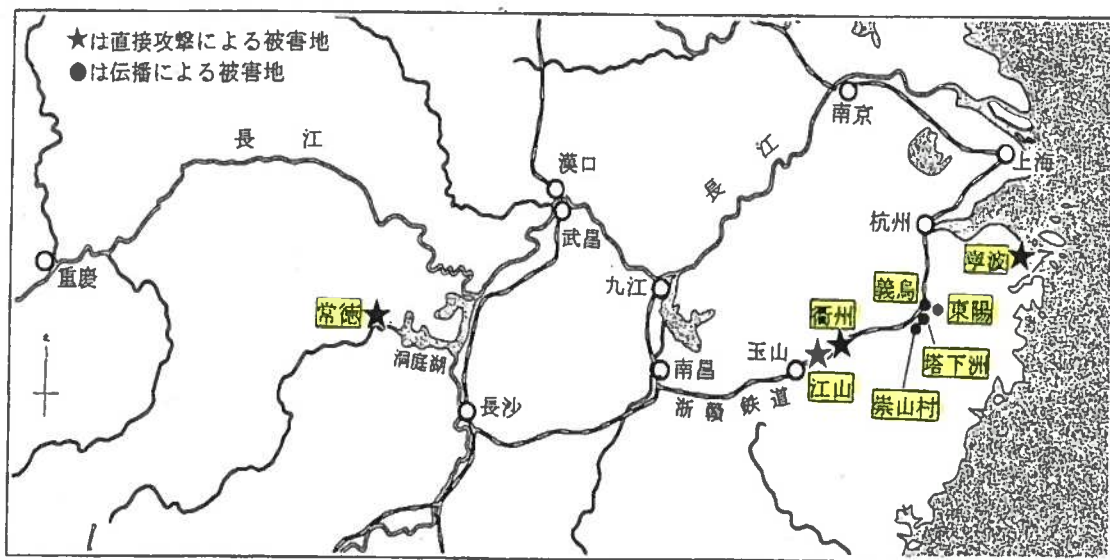 ★は直接攻撃による被害地
●は伝播による被害地
長江
漢口
武昌
重慶
常徳
洞庭湖
長沙
九江
南昌
長江
南京
上海
杭州
寧波
義烏
東陽
塔下洲
崇山村
衢州
江山
玉山
浙贛鉄道